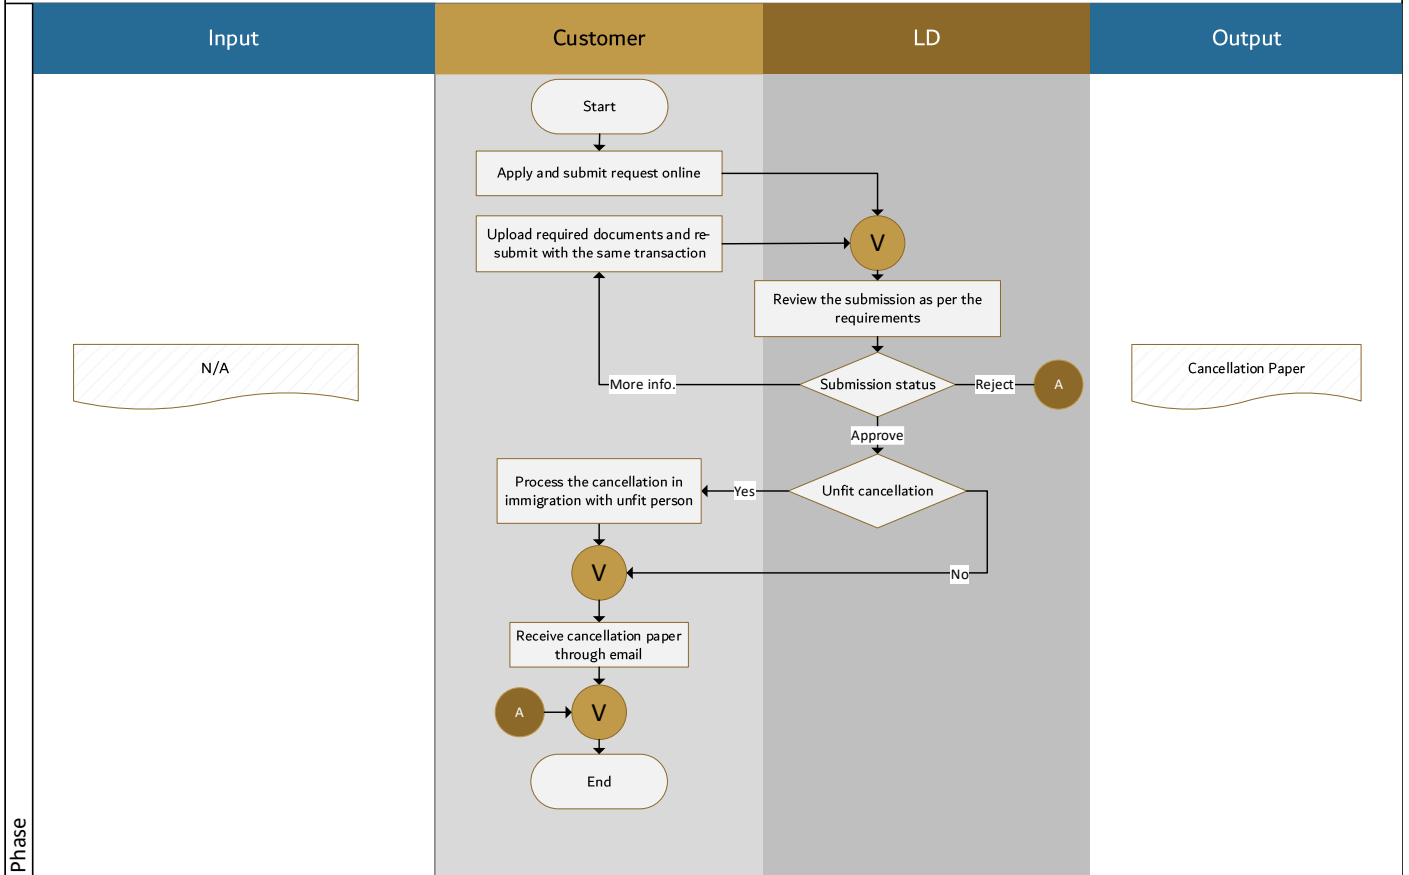 Input
Customer
LD
Output
Start
Apply and submit request online
Upload required documents and re-
submit with the same transaction
V
Review the submission as per the
requirements
N/A
Cancellation Paper
More info.
Submission status
Reject
A
Approve
Process the cancellation in
immigration with unfit person
Yes
Unfit cancellation
V
No
Receive cancellation paper
through email
A
V
End
Phase